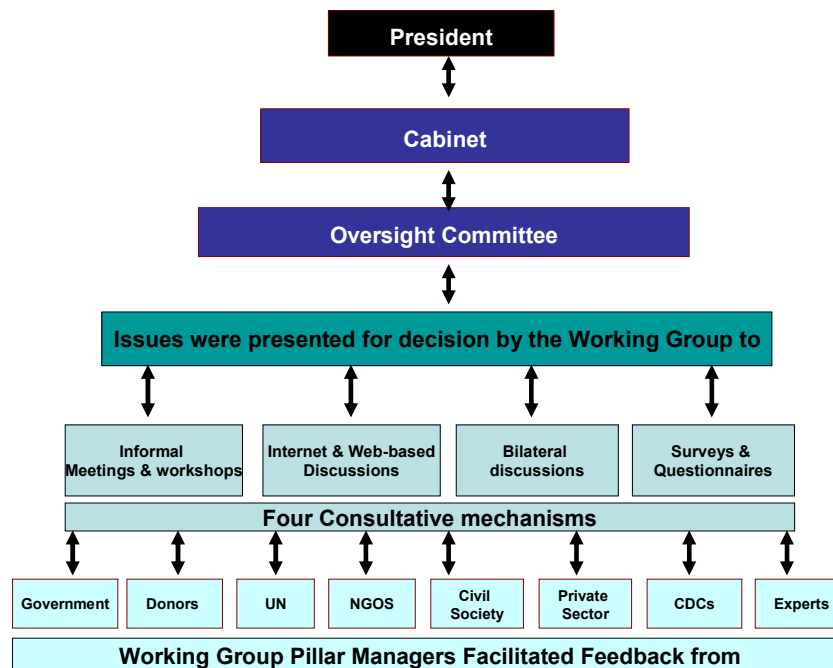 President
Cabinet
Oversight Committee
Issues were presented for decision by the Working Group to
Informal
Meetings & workshops
Internet & Web-based
Discussions
Bilateral
discussions
Surveys &
Questionnaires
Four Consultative mechanisms
Government
Donors
UN
NGOS
Civil
Society
Private
Sector
CDCs
Experts
Working Group Pillar Managers Facilitated Feedback from